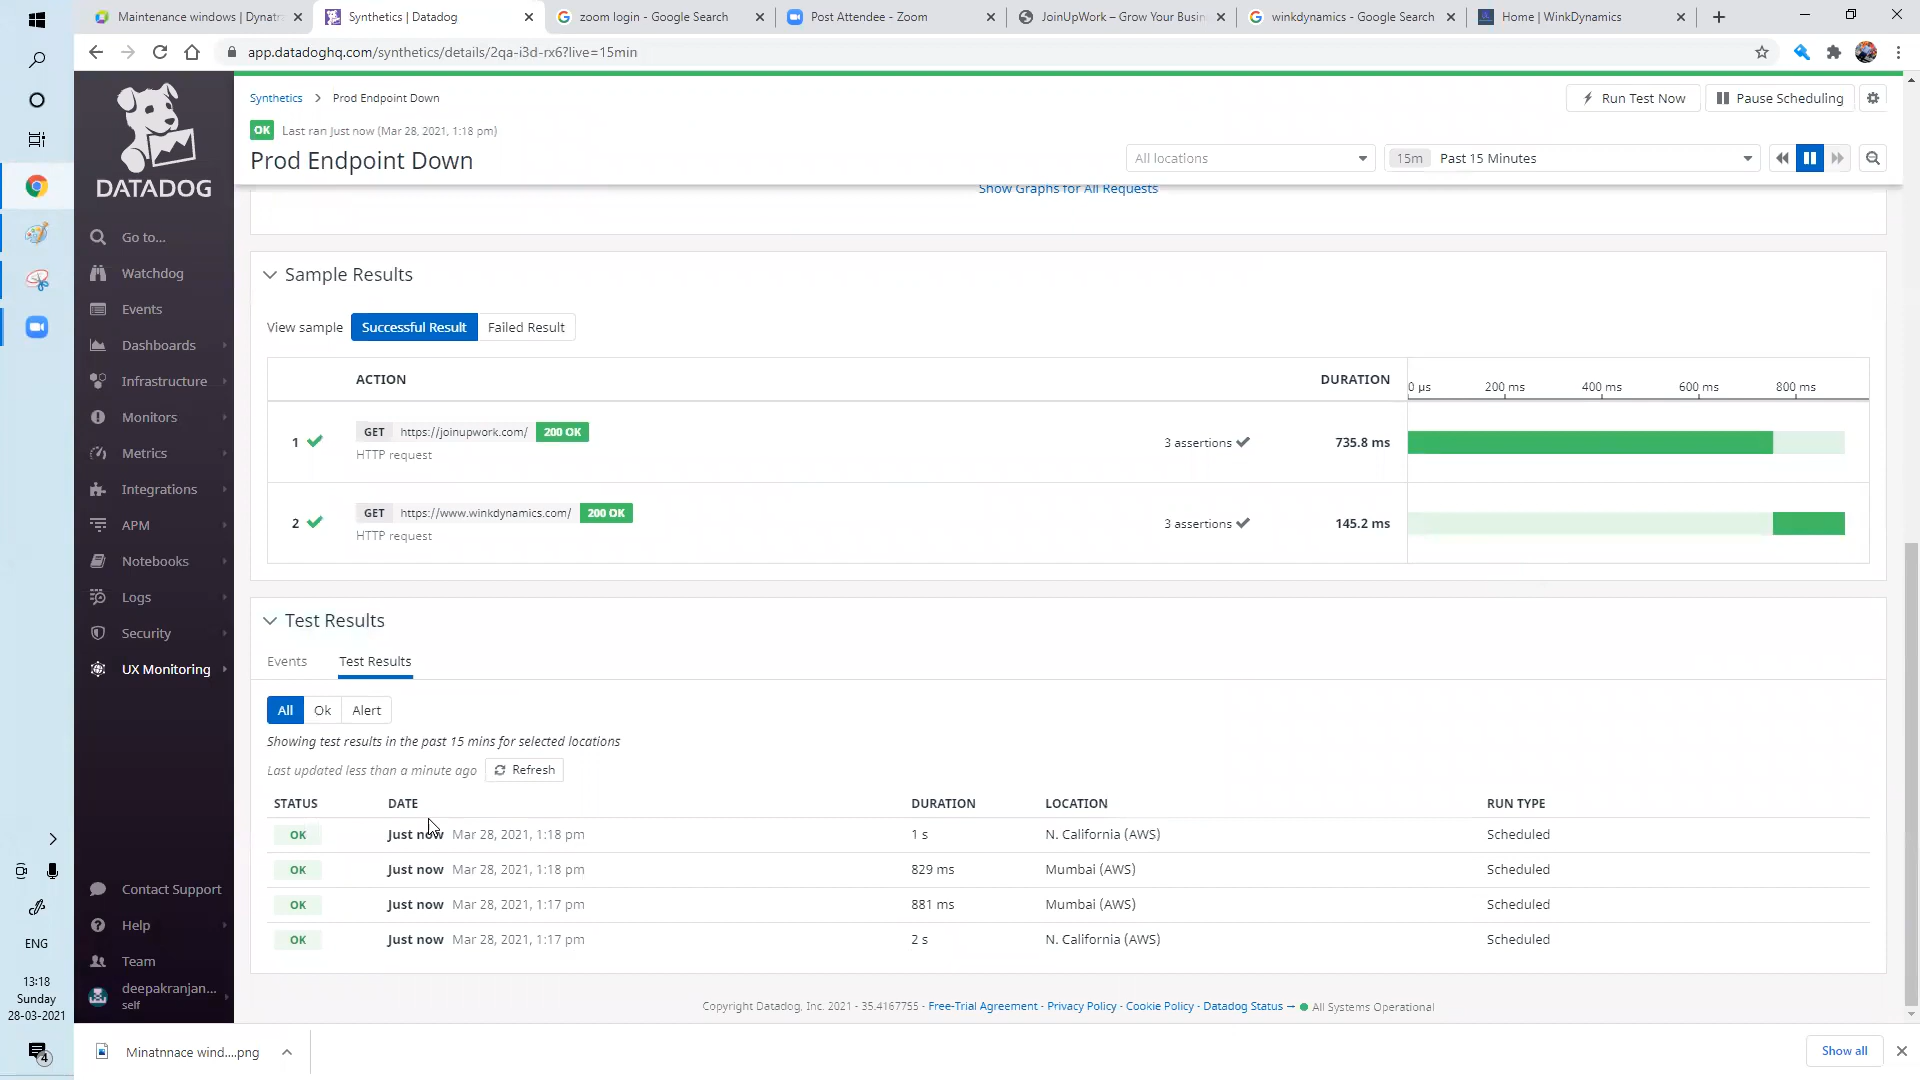 Maintenance windows | Dynatra
Synthetics | Datadog
zoom login - Google Search
Post Attendee - Zoom
JoinUpWork – Grow Your Busin
winkdynamics - Google Search
Home | WinkDynamics
app.datadoghq.com/synthetics/details/2qa-i3d-rx6?live=15min
DATADOG
Go to...
Watchdog
Events
Dashboards
Infrastructure
Monitors
Metrics
Integrations
APM
Notebooks
Logs
Security
UX Monitoring
Contact Support
Help
Team
deepakranjan...
self
Synthetics > Prod Endpoint Down
Run Test Now
Pause Scheduling
OK Last ran Just now (Mar 28, 2021, 1:18 pm)
Prod Endpoint Down
All locations
15m Past 15 Minutes
Show Graphs for All Requests
Sample Results
View sample Successful Result Failed Result
ACTION DURATION 0 µs 200 ms 400 ms 600 ms 800 ms
1 GET https://joinupwork.com/ 200 OK 3 assertions 735.8 ms
HTTP request
2 GET https://www.winkdynamics.com/ 200 OK 3 assertions 145.2 ms
HTTP request
Test Results
Events Test Results
All Ok Alert
Showing test results in the past 15 mins for selected locations
Last updated less than a minute ago Refresh
STATUS DATE DURATION LOCATION RUN TYPE
OK Just now Mar 28, 2021, 1:18 pm 1 s N. California (AWS) Scheduled
OK Just now Mar 28, 2021, 1:18 pm 829 ms Mumbai (AWS) Scheduled
OK Just now Mar 28, 2021, 1:17 pm 881 ms Mumbai (AWS) Scheduled
OK Just now Mar 28, 2021, 1:17 pm 2 s N. California (AWS) Scheduled
Copyright Datadog, Inc. 2021 - 35.4167755 - Free-Trial Agreement - Privacy Policy - Cookie Policy - Datadog Status → All Systems Operational
ENG
13:18
Sunday
28-03-2021
4
Minatnnace wind....png
Show all